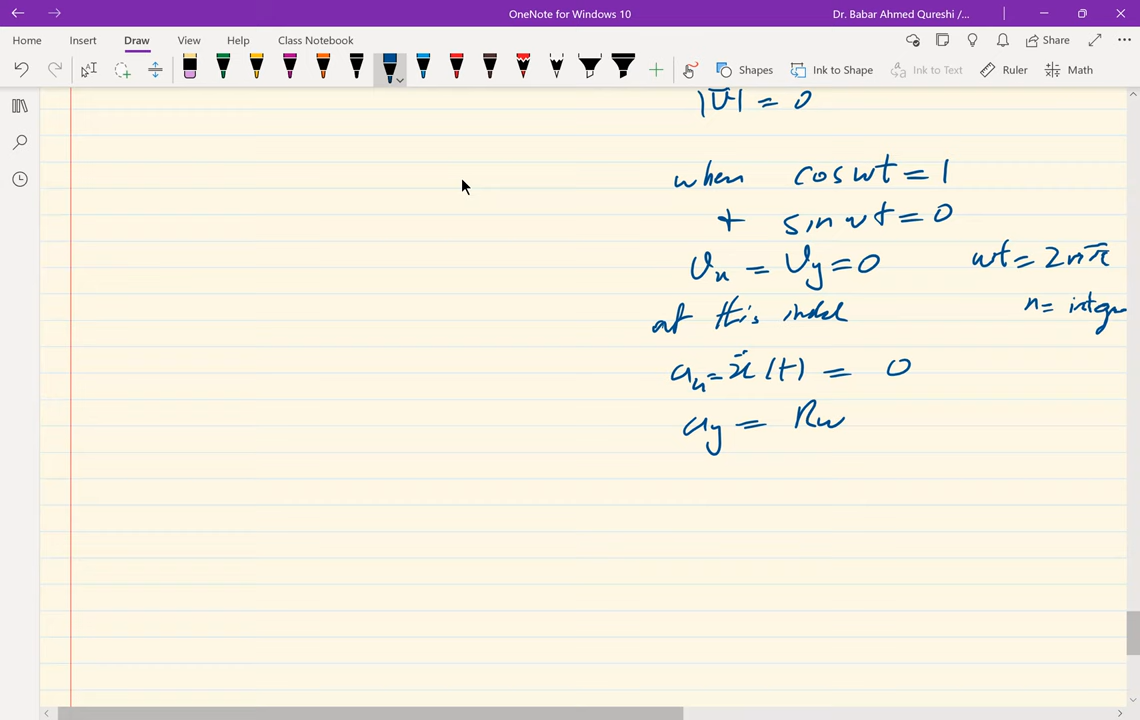 OneNote for Windows 10
Dr. Babar Ahmed Qureshi /...
Home Insert Draw View Help Class Notebook
Share
Shapes Ink to Shape Ink to Text Ruler Math
|v̅| = 0
when cos wt = 1
+ sin wt = 0
vx = vy = 0 wt = 2nπ
at this n = integ
ax = ẍ(t) = 0
ay = Rw